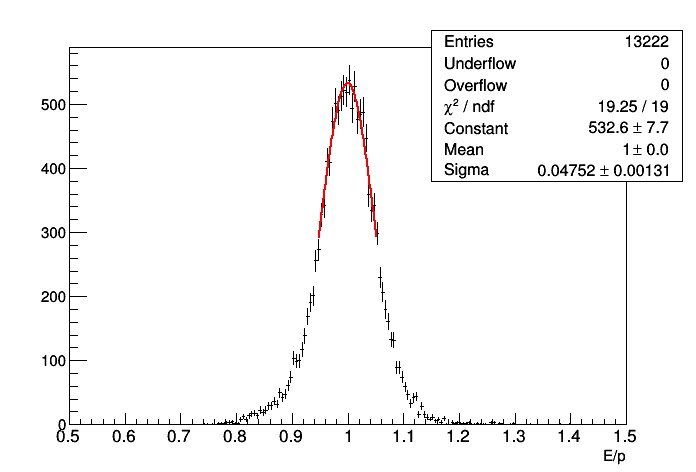 Entries 13222
Underflow 0
Overflow 0
χ² / ndf 19.25 / 19
Constant 532.6 ± 7.7
Mean 1 ± 0.0
Sigma 0.04752 ± 0.00131
500
400
300
200
100
0
0.5 0.6 0.7 0.8 0.9 1 1.1 1.2 1.3 1.4 1.5
E/p